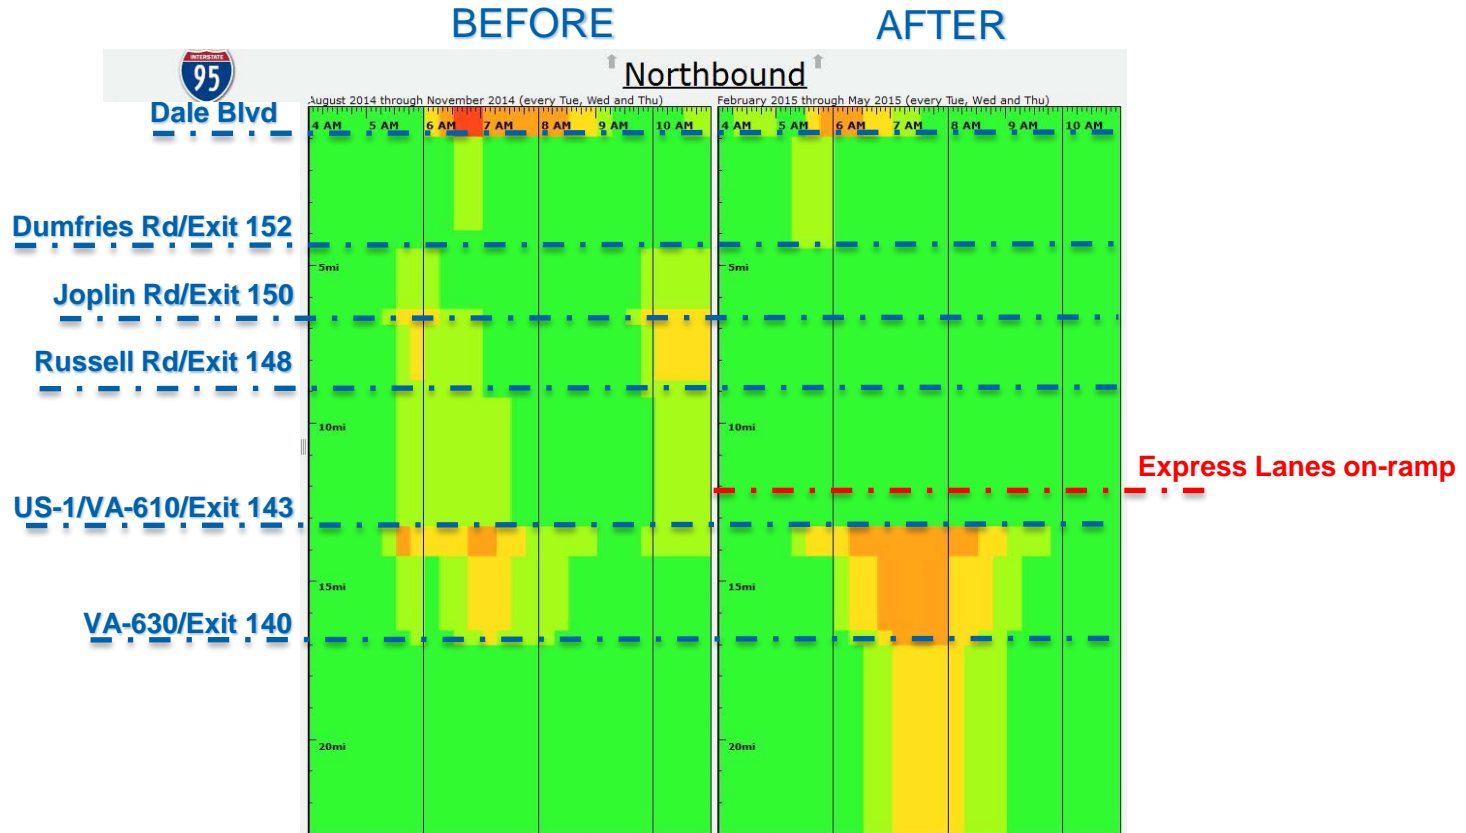 BEFORE
AFTER
INTERSTATE
95
Northbound
August 2014 through November 2014 (every Tue, Wed and Thu)
February 2015 through May 2015 (every Tue, Wed and Thu)
Dale Blvd
4 AM 5 AM 6 AM 7 AM 8 AM 9 AM 10 AM
4 AM 5 AM 6 AM 7 AM 8 AM 9 AM 10 AM
Dumfries Rd/Exit 152
5mi
5mi
Joplin Rd/Exit 150
Russell Rd/Exit 148
10mi
10mi
Express Lanes on-ramp
US-1/VA-610/Exit 143
15mi
15mi
VA-630/Exit 140
20mi
20mi